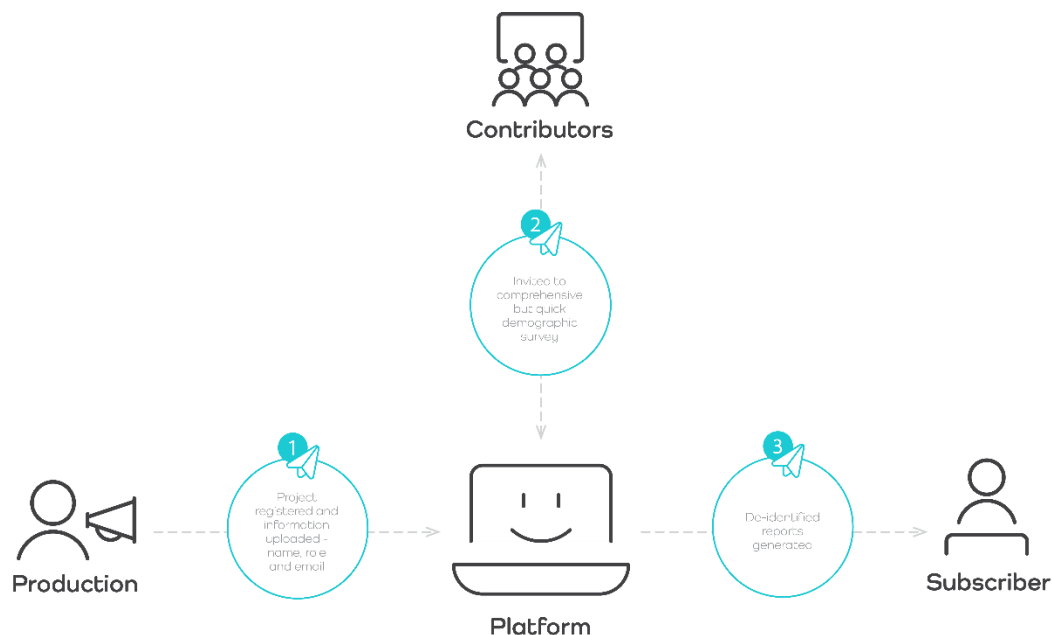 Contributors
2
Invited to
comprehensive
but quick
demographic
survey
1
Project
registered and
information
uploaded -
name, role
and email
3
De-identified
reports
generated
Production
Platform
Subscriber